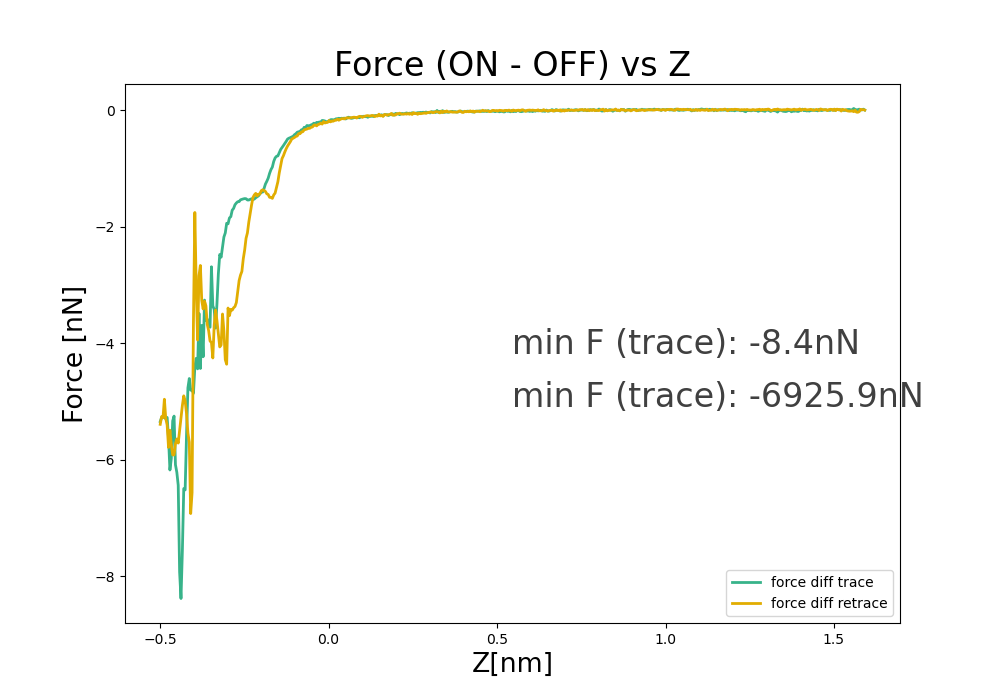 Force (ON - OFF) vs Z
Force [nN]
0
−2
−4
−6
−8
min F (trace): -8.4nN
min F (trace): -6925.9nN
force diff trace
force diff retrace
−0.5
0.0
0.5
1.0
1.5
Z[nm]